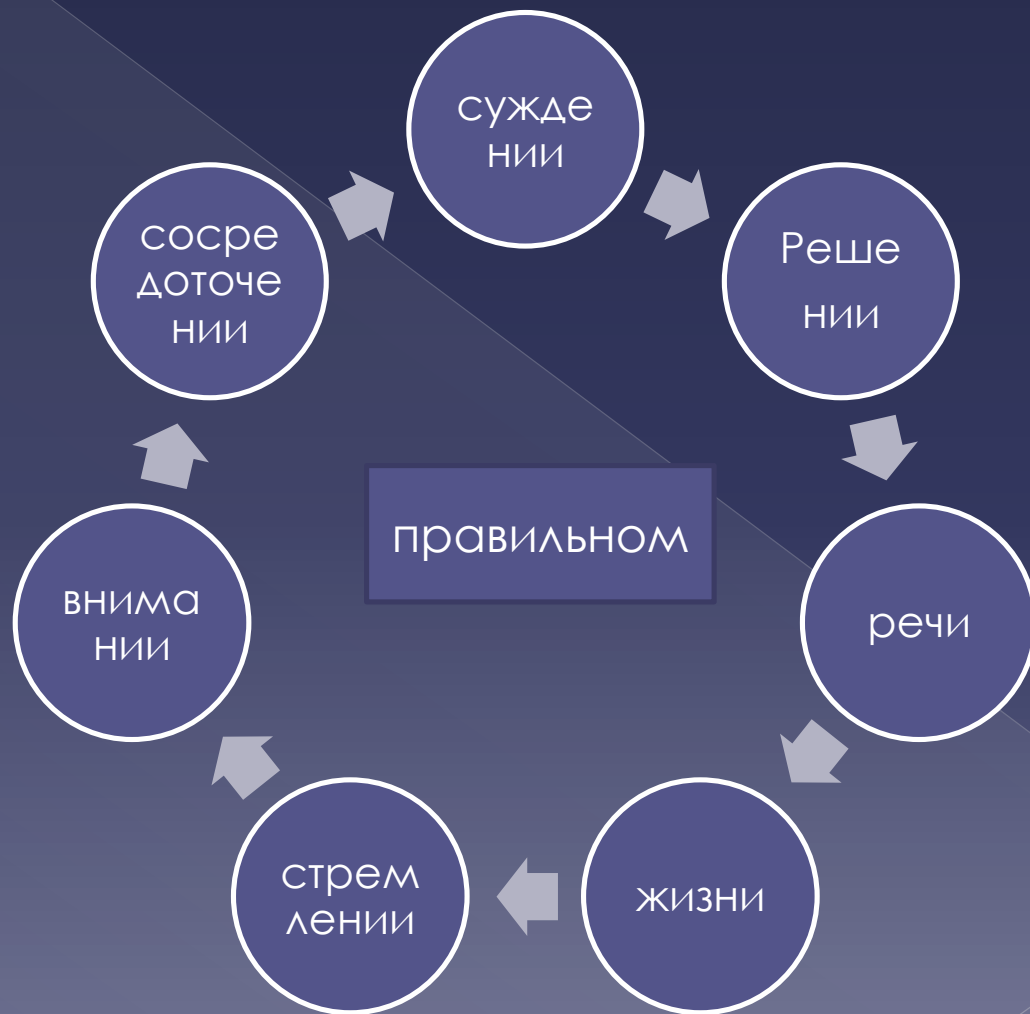 сужде
нии
Реше
нии
речи
жизни
стрем
лении
внима
нии
сосре
доточе
нии
правильном